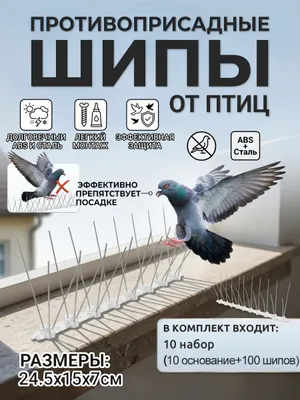 ПРОТИВОПРИСАДНЫЕ
ШИПЫ
ОТ ПТИЦ
ДОЛГОВЕЧНЫЙ
ABS И СТАЛЬ
ЛЕГКИЙ
МОНТАЖ
ЭФФЕКТИВНАЯ
ЗАЩИТА
ABS
+
Сталь
ЭФФЕКТИВНО
ПРЕПЯТСТВУЕТ
ПОСАДКЕ
В КОМПЛЕКТ ВХОДИТ:
10 набор
(10 основание+100 шипов)
РАЗМЕРЫ:
24.5x15x7см